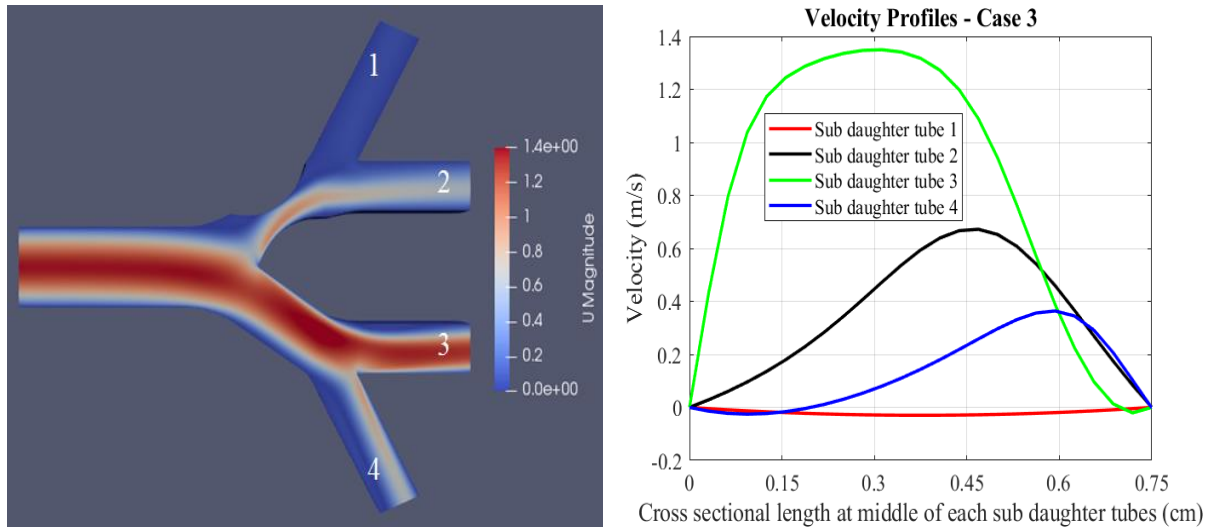 1
2
3
4
1.4e+00
1.2
1
0.8
0.6
0.4
0.2
0.0e+00
U Magnitude
Velocity Profiles - Case 3
Velocity (m/s)
1.4
1.2
1
0.8
0.6
0.4
0.2
0
-0.2
Sub daughter tube 1
Sub daughter tube 2
Sub daughter tube 3
Sub daughter tube 4
0 0.15 0.3 0.45 0.6 0.75
Cross sectional length at middle of each sub daughter tubes (cm)